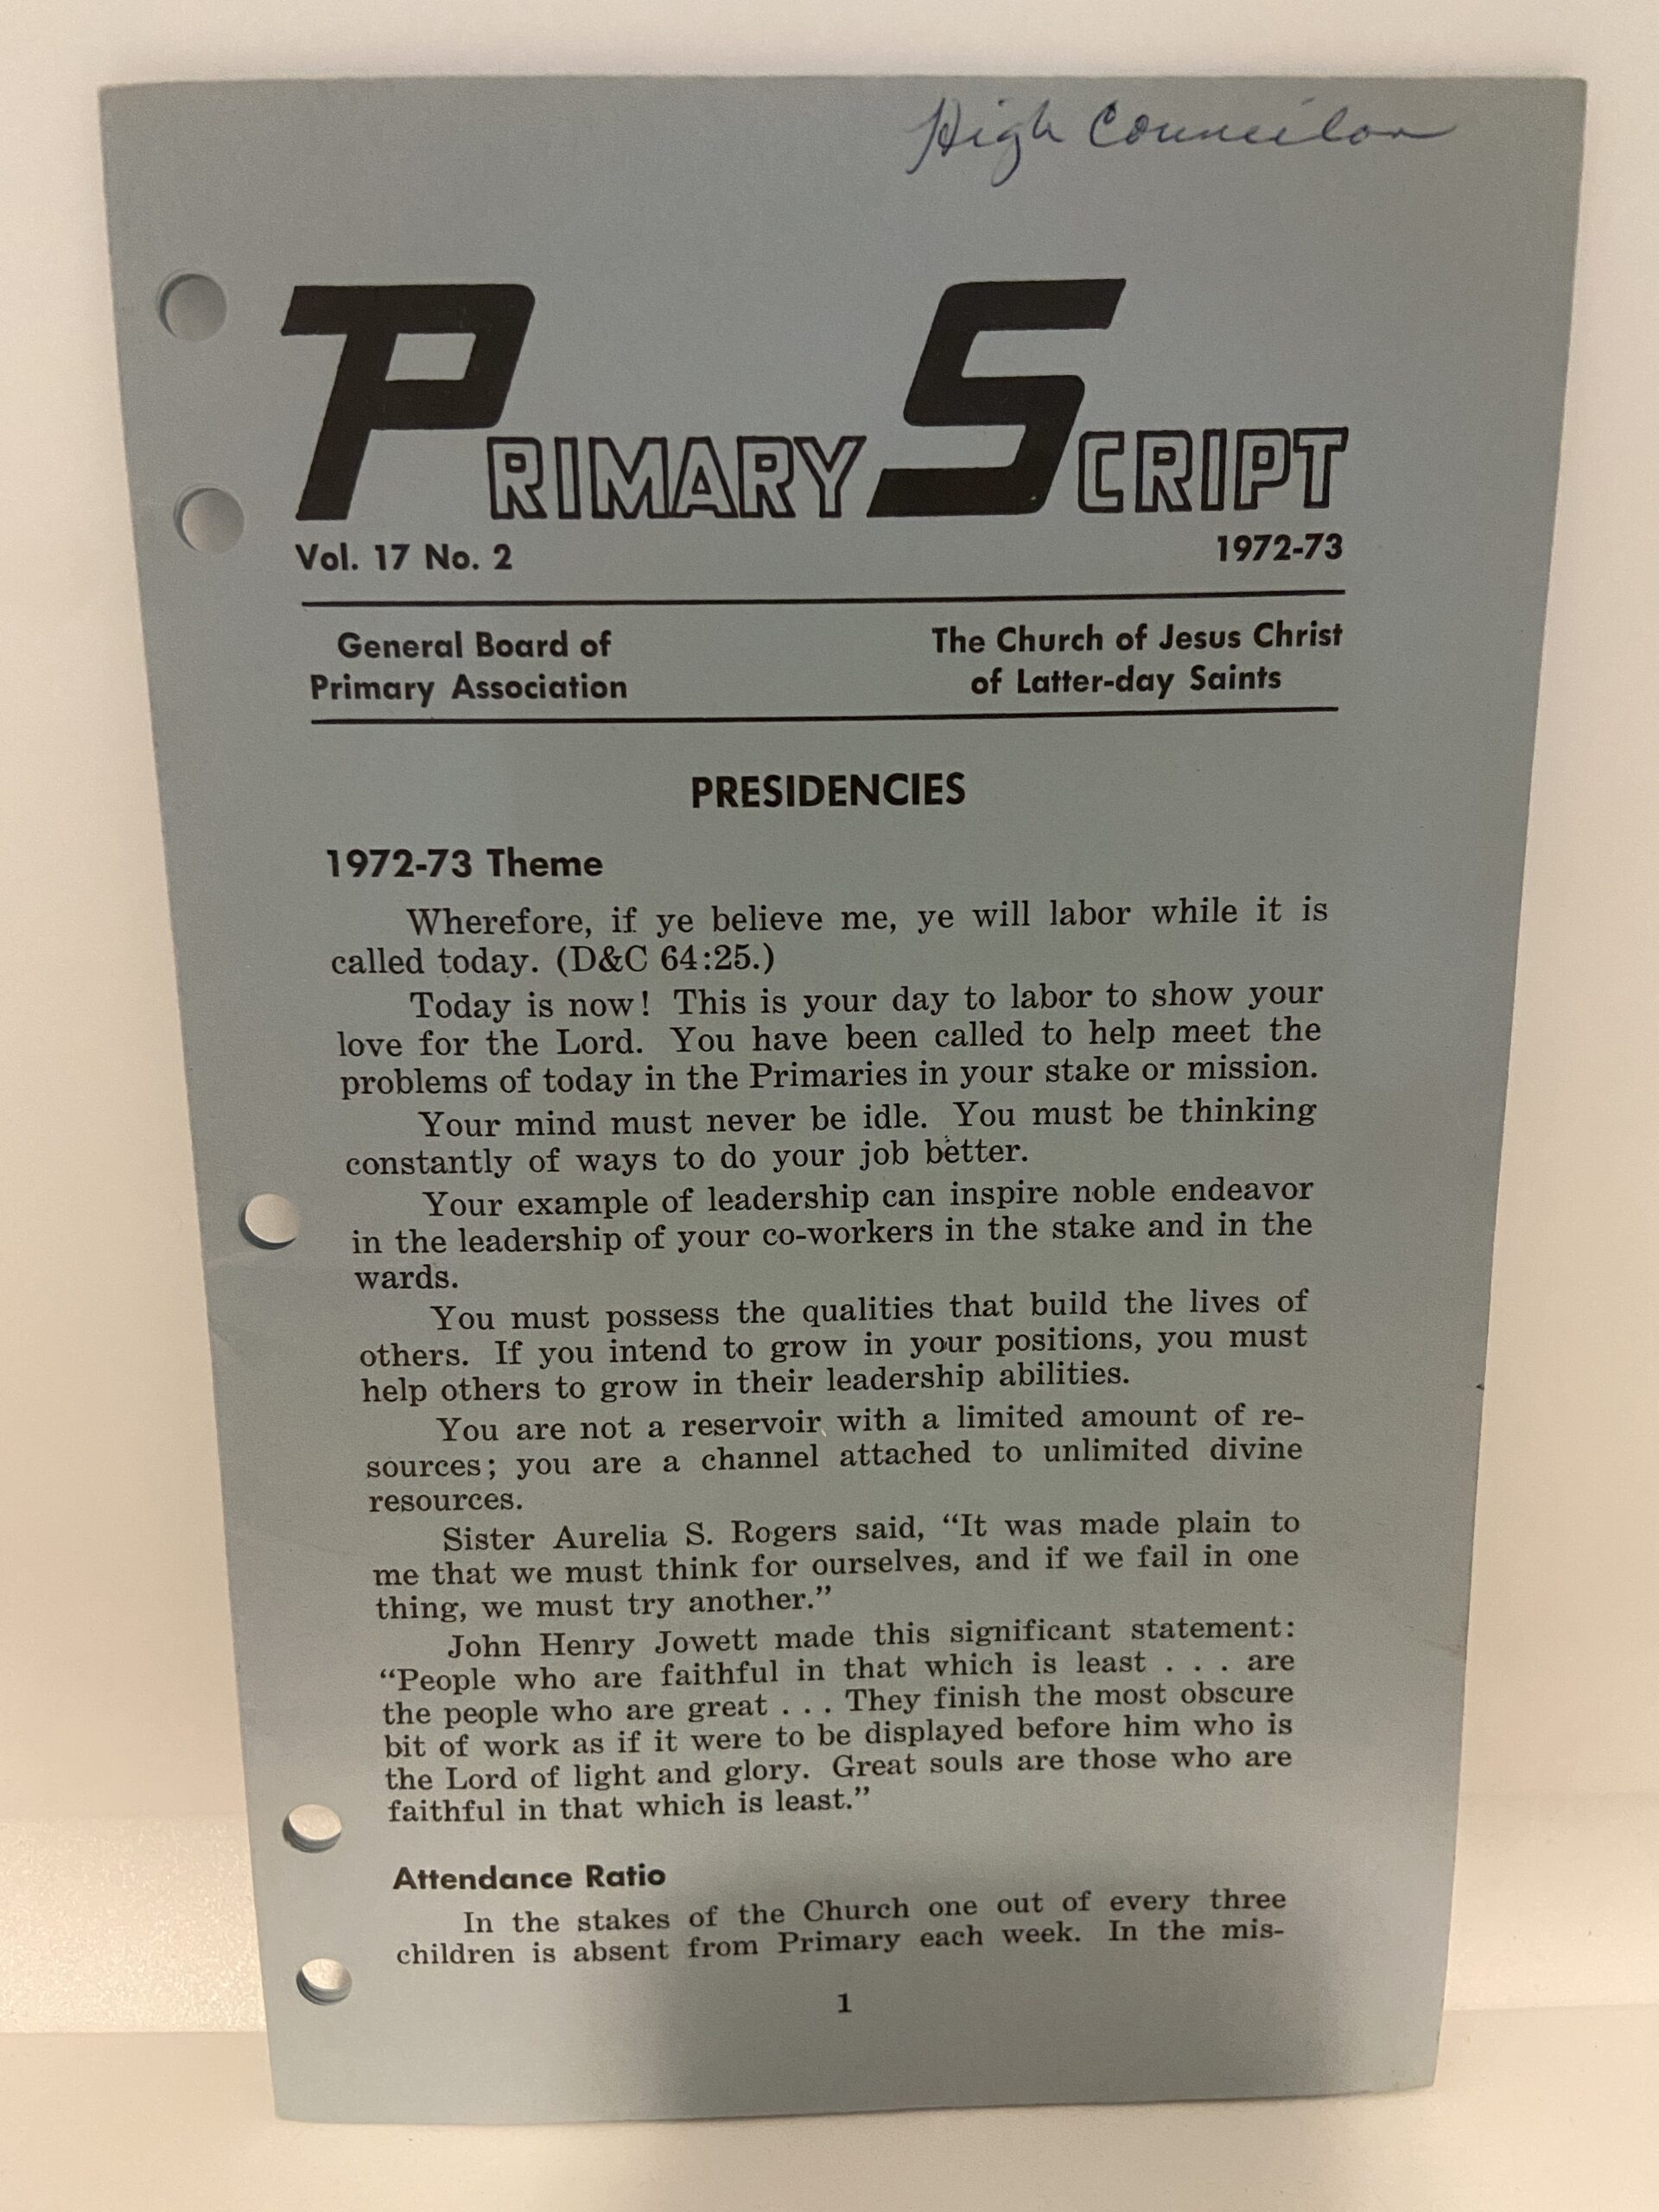 High Councilor
PRIMARY SCRIPT
Vol. 17 No. 2 1972-73
General Board of
Primary Association
The Church of Jesus Christ
of Latter-day Saints
PRESIDENCIES
1972-73 Theme
Wherefore, if ye believe me, ye will labor while it is
called today. (D&C 64:25.)
Today is now! This is your day to labor to show your
love for the Lord. You have been called to help meet the
problems of today in the Primaries in your stake or mission.
Your mind must never be idle. You must be thinking
constantly of ways to do your job better.
Your example of leadership can inspire noble endeavor
in the leadership of your co-workers in the stake and in the
wards.
You must possess the qualities that build the lives of
others. If you intend to grow in your positions, you must
help others to grow in their leadership abilities.
You are not a reservoir with a limited amount of re-
sources; you are a channel attached to unlimited divine
resources.
Sister Aurelia S. Rogers said, “It was made plain to
me that we must think for ourselves, and if we fail in one
thing, we must try another.”
John Henry Jowett made this significant statement:
“People who are faithful in that which is least . . . are
the people who are great . . . They finish the most obscure
bit of work as if it were to be displayed before him who is
the Lord of light and glory. Great souls are those who are
faithful in that which is least.”
Attendance Ratio
In the stakes of the Church one out of every three
children is absent from Primary each week. In the mis-
1